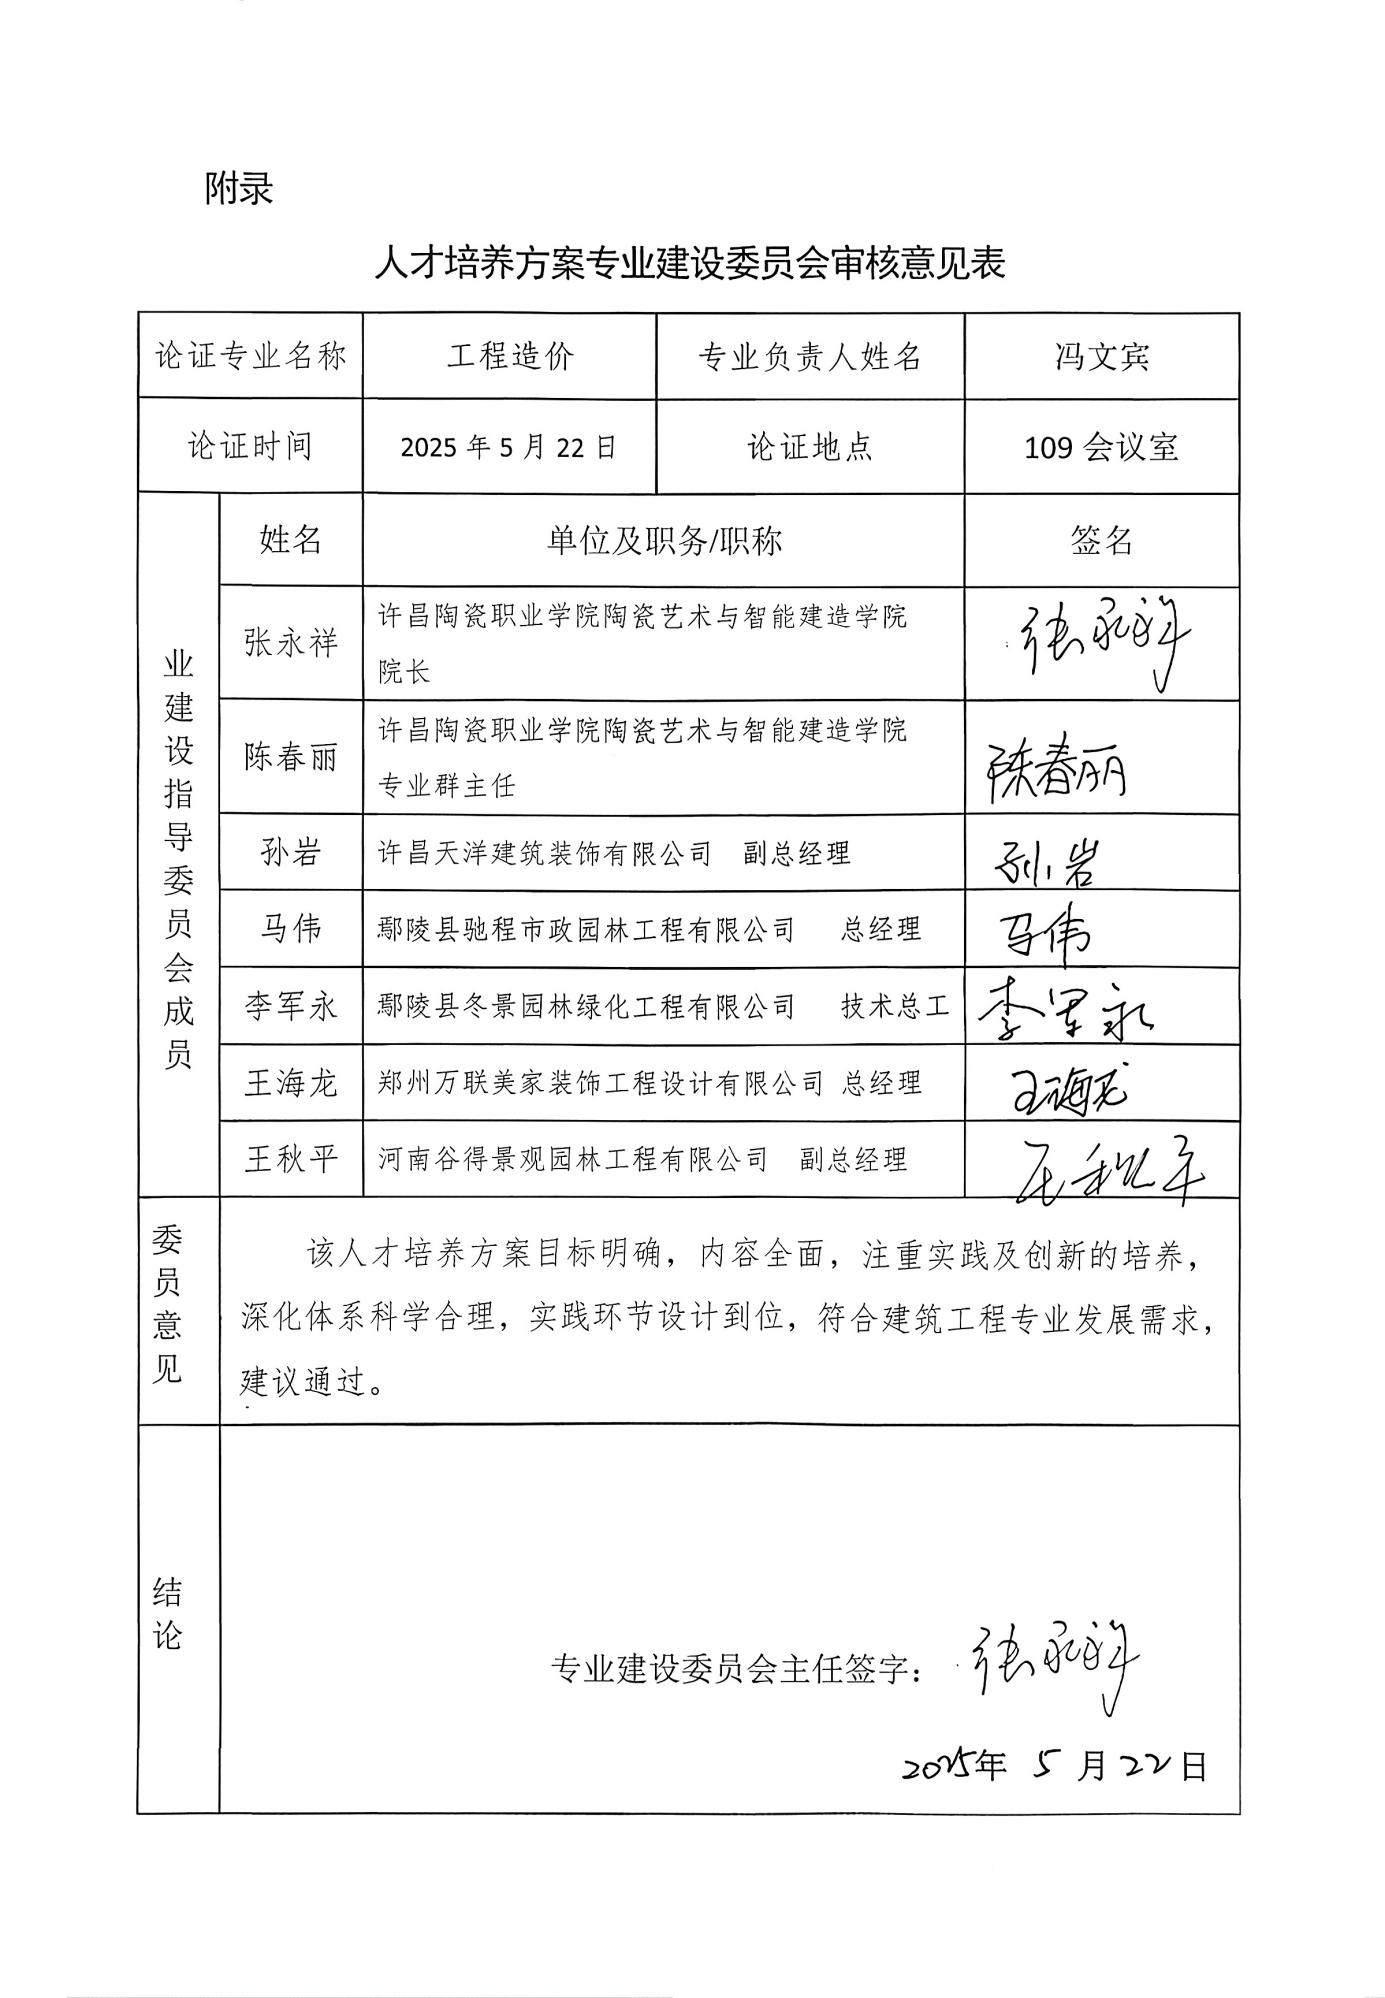 附录
人才培养方案专业建设委员会审核意见表
论证专业名称 工程造价 专业负责人姓名 冯文宾
论证时间 2025年5月22日 论证地点 109会议室
业建设指导委员会成员
姓名 单位及职务/职称 签名
张永祥 许昌陶瓷职业学院陶瓷艺术与智能建造学院 张永祥
院长
陈春丽 许昌陶瓷职业学院陶瓷艺术与智能建造学院 陈春丽
专业群主任
孙岩 许昌天洋建筑装饰有限公司 副总经理 孙岩
马伟 鄢陵县驰程市政园林工程有限公司 总经理 马伟
李军永 鄢陵县冬景园林绿化工程有限公司 技术总工 李军永
王海龙 郑州万联美家装饰工程设计有限公司 总经理 王海龙
王秋平 河南谷得景观园林工程有限公司 副总经理 王秋平
委员意见
该人才培养方案目标明确，内容全面，注重实践及创新的培养，
深化体系科学合理，实践环节设计到位，符合建筑工程专业发展需求，
建议通过。
结论
专业建设委员会主任签字：张永祥
2025年 5 月 22 日